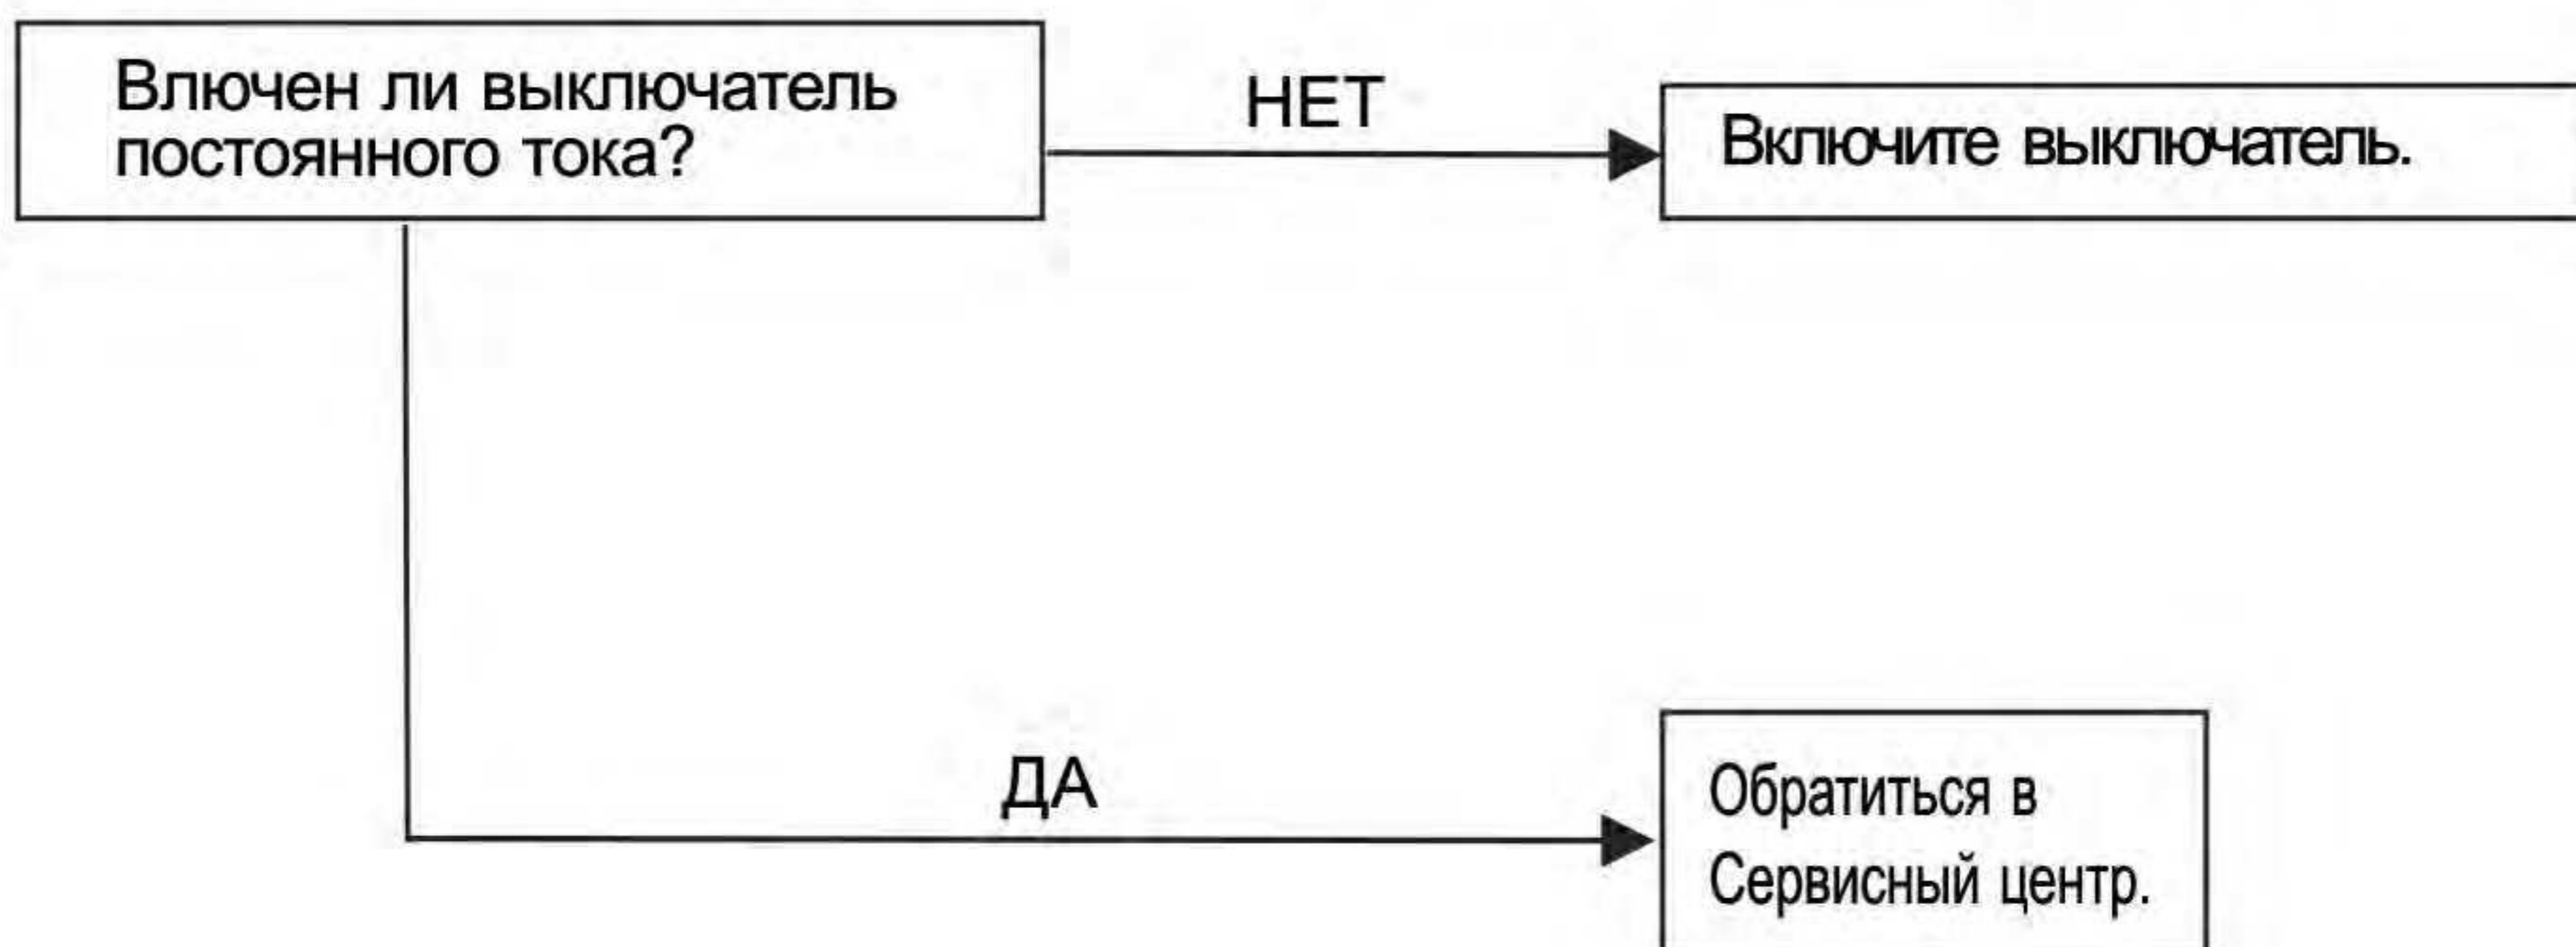 Влючен ли выключатель
постоянного тока?
НЕТ
Включите выключатель.
ДА
Обратиться в
Сервисный центр.